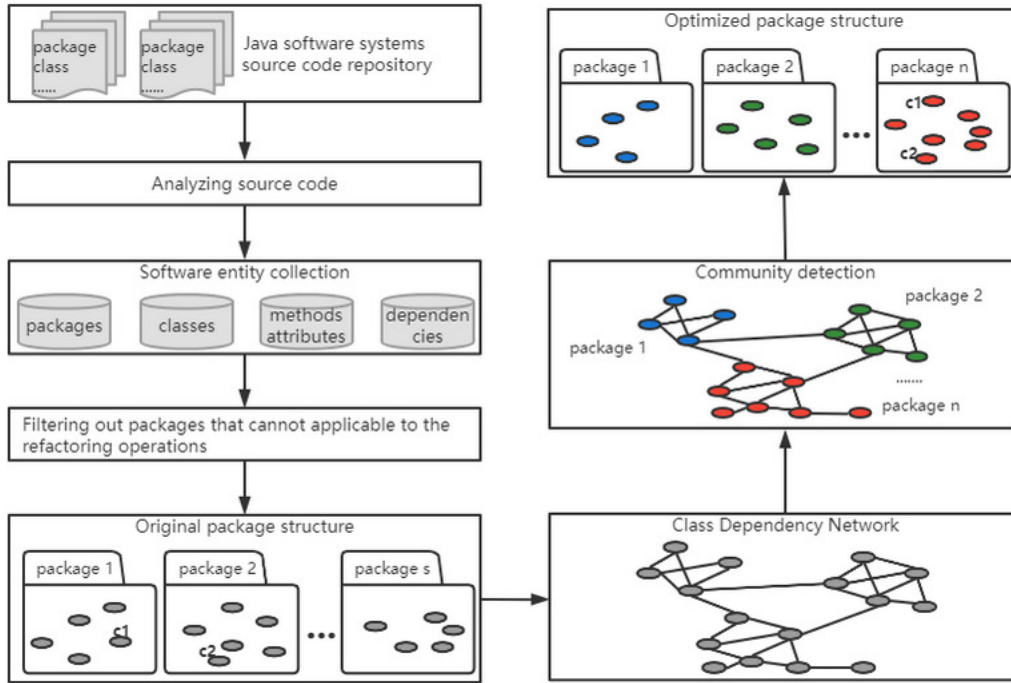 package
class
......
package
class
......
Java software systems
source code repository
Analyzing source code
Software entity collection
packages
classes
methods
attributes
dependen
cies
Filtering out packages that cannot applicable to the
refactoring operations
Original package structure
package 1
package 2
package s
c1
c2
...
Class Dependency Network
Community detection
package 2
package 1
.......
package n
Optimized package structure
package 1
package 2
package n
c1
...
c2